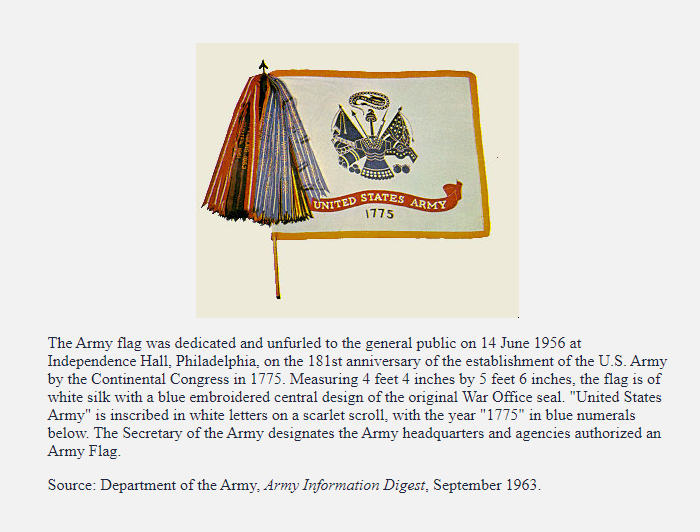 UNITED STATES ARMY
1775
The Army flag was dedicated and unfurled to the general public on 14 June 1956 at
Independence Hall, Philadelphia, on the 181st anniversary of the establishment of the U.S. Army
by the Continental Congress in 1775. Measuring 4 feet 4 inches by 5 feet 6 inches, the flag is of
white silk with a blue embroidered central design of the original War Office seal. "United States
Army" is inscribed in white letters on a scarlet scroll, with the year "1775" in blue numerals
below. The Secretary of the Army designates the Army headquarters and agencies authorized an
Army Flag.
Source: Department of the Army, Army Information Digest, September 1963.